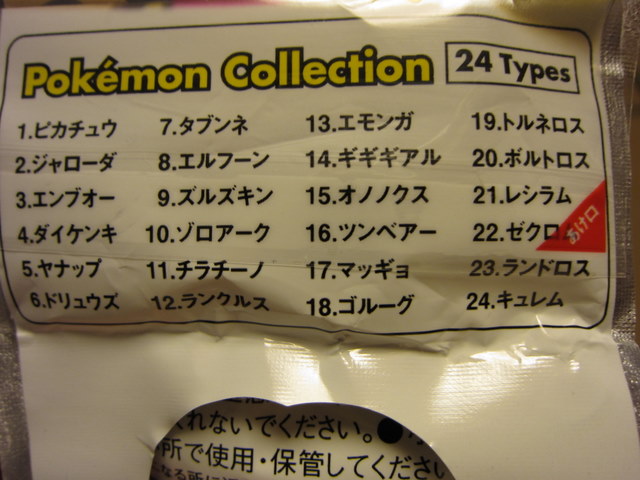 Pokémon Collection 24 Types
1.ピカチュウ
2.ジャローダ
3.エンブオー
4.ダイケンキ
5.ヤナップ
6.ドリュウズ
7.タブンネ
8.エルフーン
9.ズルズキン
10.ゾロアーク
11.チラチーノ
12.ランクルス
13.エモンガ
14.ギギギアル
15.オノノクス
16.ツンベアー
17.マッギョ
18.ゴルーグ
19.トルネロス
20.ボルトロス
21.レシラム
22.ゼクロ
23.ランドロス
24.キュレム
あけ口
れないでください。●
所で使用・保管してください